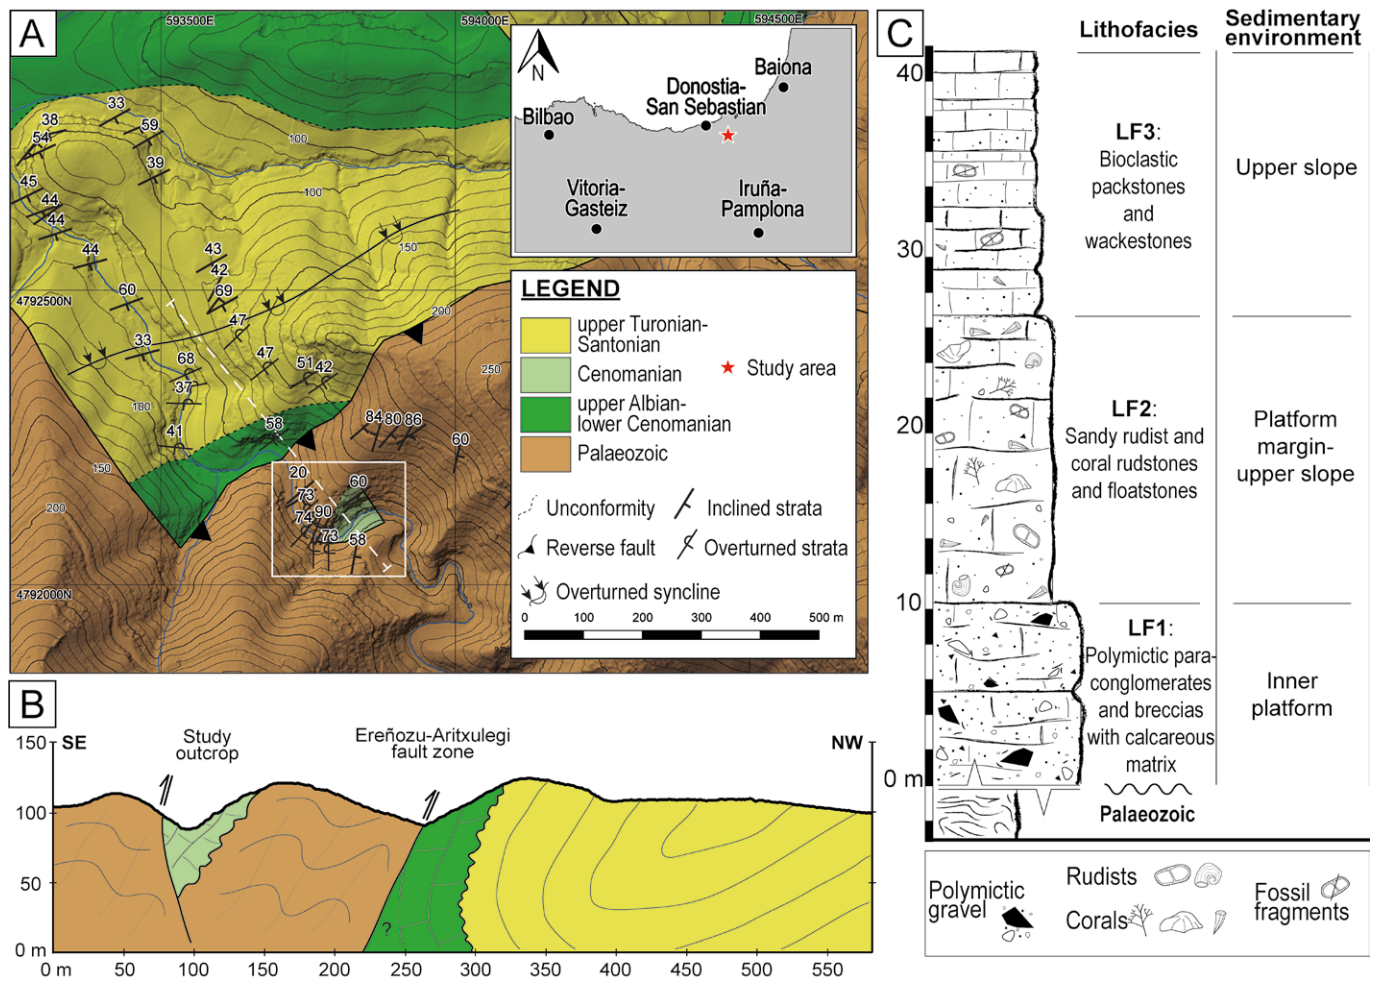 A
593500E
594000E
594500E
33
38
59
54
100
39
45
100
44
44
150
44
43
42
60
69
4792500N
47
200
33
47
68
51
42
250
37
100
84
80
86
58
41
60
150
20
60
73
200
90
74
73
58
4792000N
N
Baiona
Donostia-
San Sebastian
Bilbao
Vitoria-
Gasteiz
Iruña-
Pamplona
LEGEND
upper Turonian-
Santonian
Cenomanian
Study area
upper Albian-
lower Cenomanian
Palaeozoic
Unconformity
Inclined strata
Reverse fault
Overturned strata
Overturned syncline
0 100 200 300 400 500 m
B
150
SE
Study
outcrop
Ereñozu-Aritxulegi
fault zone
NW
100
50
?
0 m
0 m 50 100 150 200 250 300 350 400 450 500 550
C
Lithofacies
Sedimentary
environment
40
LF3:
Bioclastic
packstones
and
wackestones
Upper slope
30
LF2:
Sandy rudist and
coral rudstones
and floatstones
Platform
margin-
upper slope
20
10
LF1:
Polymictic para-
conglomerates
and breccias
with calcareous
matrix
Inner
platform
0 m
Palaeozoic
Polymictic
gravel
Rudists
Corals
Fossil
fragments